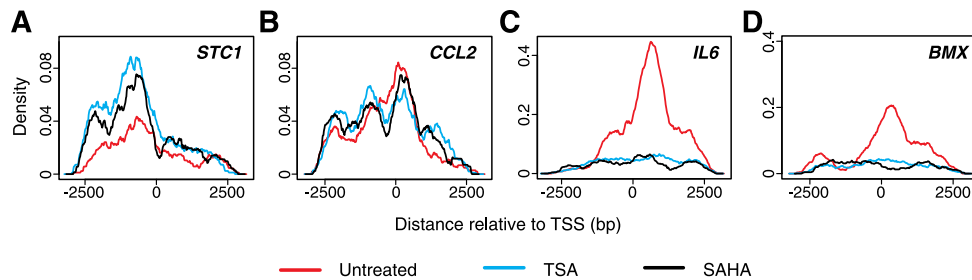 A
STC1
B
CCL2
C
IL6
D
BMX
Density
0 0.04 0.08
-2500 0 2500
0 0.04 0.08
-2500 0 2500
0 0.2 0.4
-2500 0 2500
0 0.2 0.4
-2500 0 2500
Distance relative to TSS (bp)
Untreated TSA SAHA